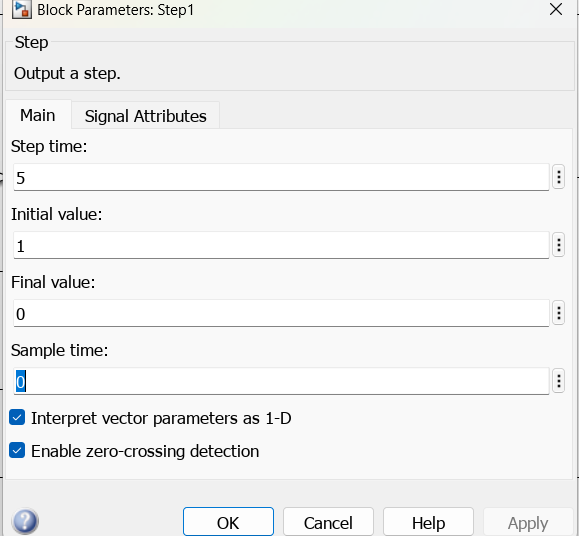 Block Parameters: Step1
Step
Output a step.
Main Signal Attributes
Step time:
5
Initial value:
1
Final value:
0
Sample time:
0
Interpret vector parameters as 1-D
Enable zero-crossing detection
? OK Cancel Help Apply